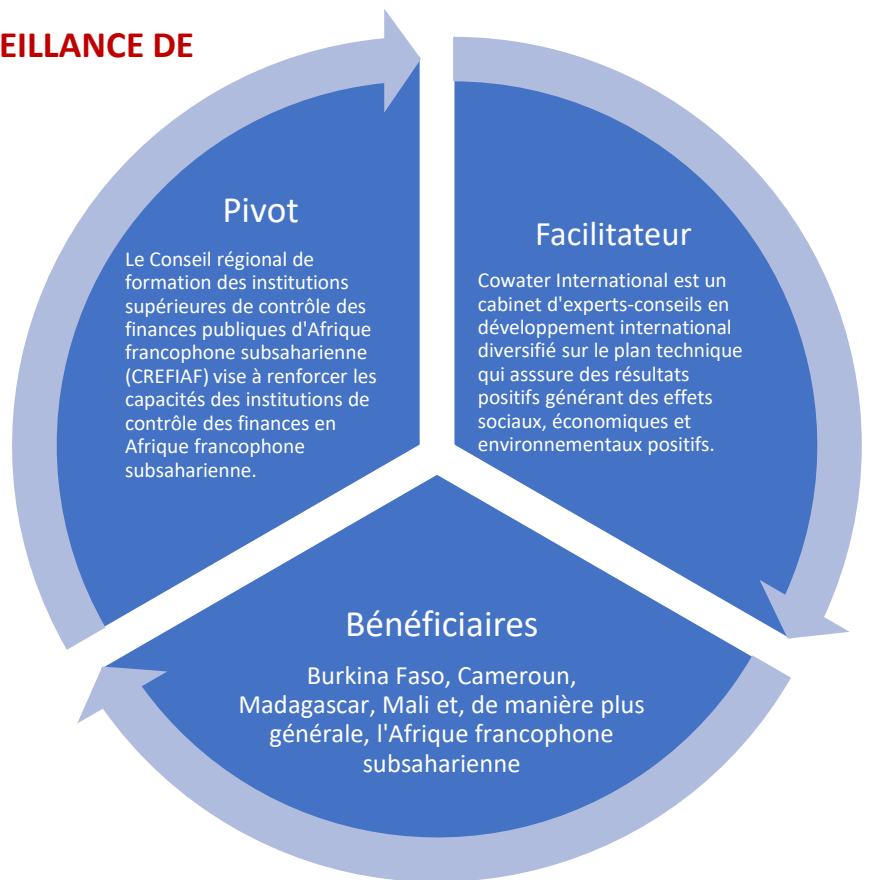 EILLANCE DE
Pivot
Le Conseil régional de
formation des institutions
supérieures de contrôle des
finances publiques d'Afrique
francophone subsaharienne
(CREFIAF) vise à renforcer les
capacités des institutions de
contrôle des finances en
Afrique francophone
subsaharienne.
Facilitateur
Cowater International est un
cabinet d'experts-conseils en
développement international
diversifié sur le plan technique
qui asssure des résultats
positifs générant des effets
sociaux, économiques et
environnementaux positifs.
Bénéficiaires
Burkina Faso, Cameroun,
Madagascar, Mali et, de manière plus
générale, l'Afrique francophone
subsaharienne